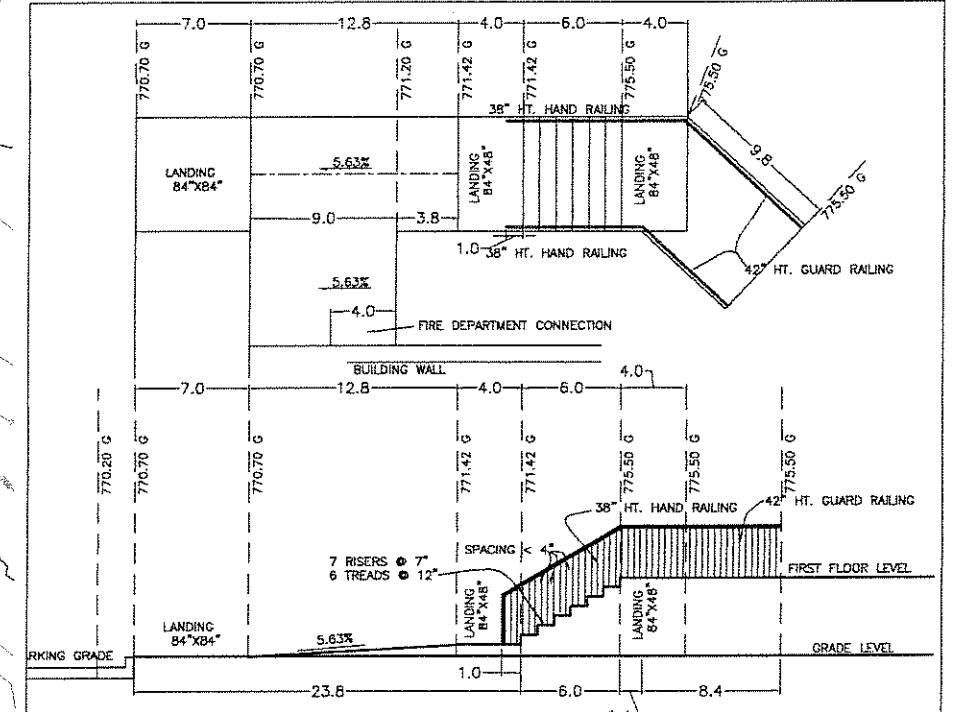 7.0 12.8 4.0 6.0 4.0
770.70 G
770.70 G
771.20 G
771.42 G
771.42 G
775.50 G
775.50 G
38" HT. HAND RAILING
LANDING
84"X84"
5.63%
LANDING
84"X48"
LANDING
84"X48"
9.8
775.50 G
9.0 3.8
1.0
38" HT. HAND RAILING
42" HT. GUARD RAILING
5.63%
4.0
FIRE DEPARTMENT CONNECTION
BUILDING WALL
7.0 12.8 4.0 6.0 4.0
770.20 G
770.70 G
770.70 G
771.42 G
771.42 G
775.50 G
775.50 G
775.50 G
38" HT. HAND RAILING
42" HT. GUARD RAILING
SPACING < 4"
7 RISERS @ 7"
6 TREADS @ 12"
FIRST FLOOR LEVEL
LANDING
84"X84"
5.63%
LANDING
84"X48"
LANDING
84"X48"
RKING GRADE
GRADE LEVEL
1.0
23.8 6.0 8.4